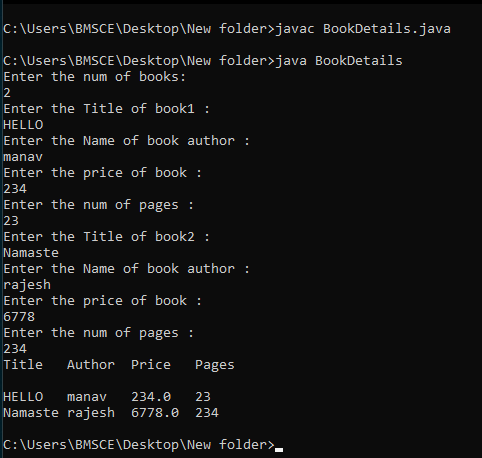 C:\Users\BMSCE\Desktop\New folder>javac BookDetails.java
C:\Users\BMSCE\Desktop\New folder>java BookDetails
Enter the num of books:
2
Enter the Title of book1 :
HELLO
Enter the Name of book author :
manav
Enter the price of book :
234
Enter the num of pages :
23
Enter the Title of book2 :
Namaste
Enter the Name of book author :
rajesh
Enter the price of book :
6778
Enter the num of pages :
234
Title   Author  Price   Pages
HELLO   manav   234.0   23
Namaste rajesh  6778.0  234
C:\Users\BMSCE\Desktop\New folder>